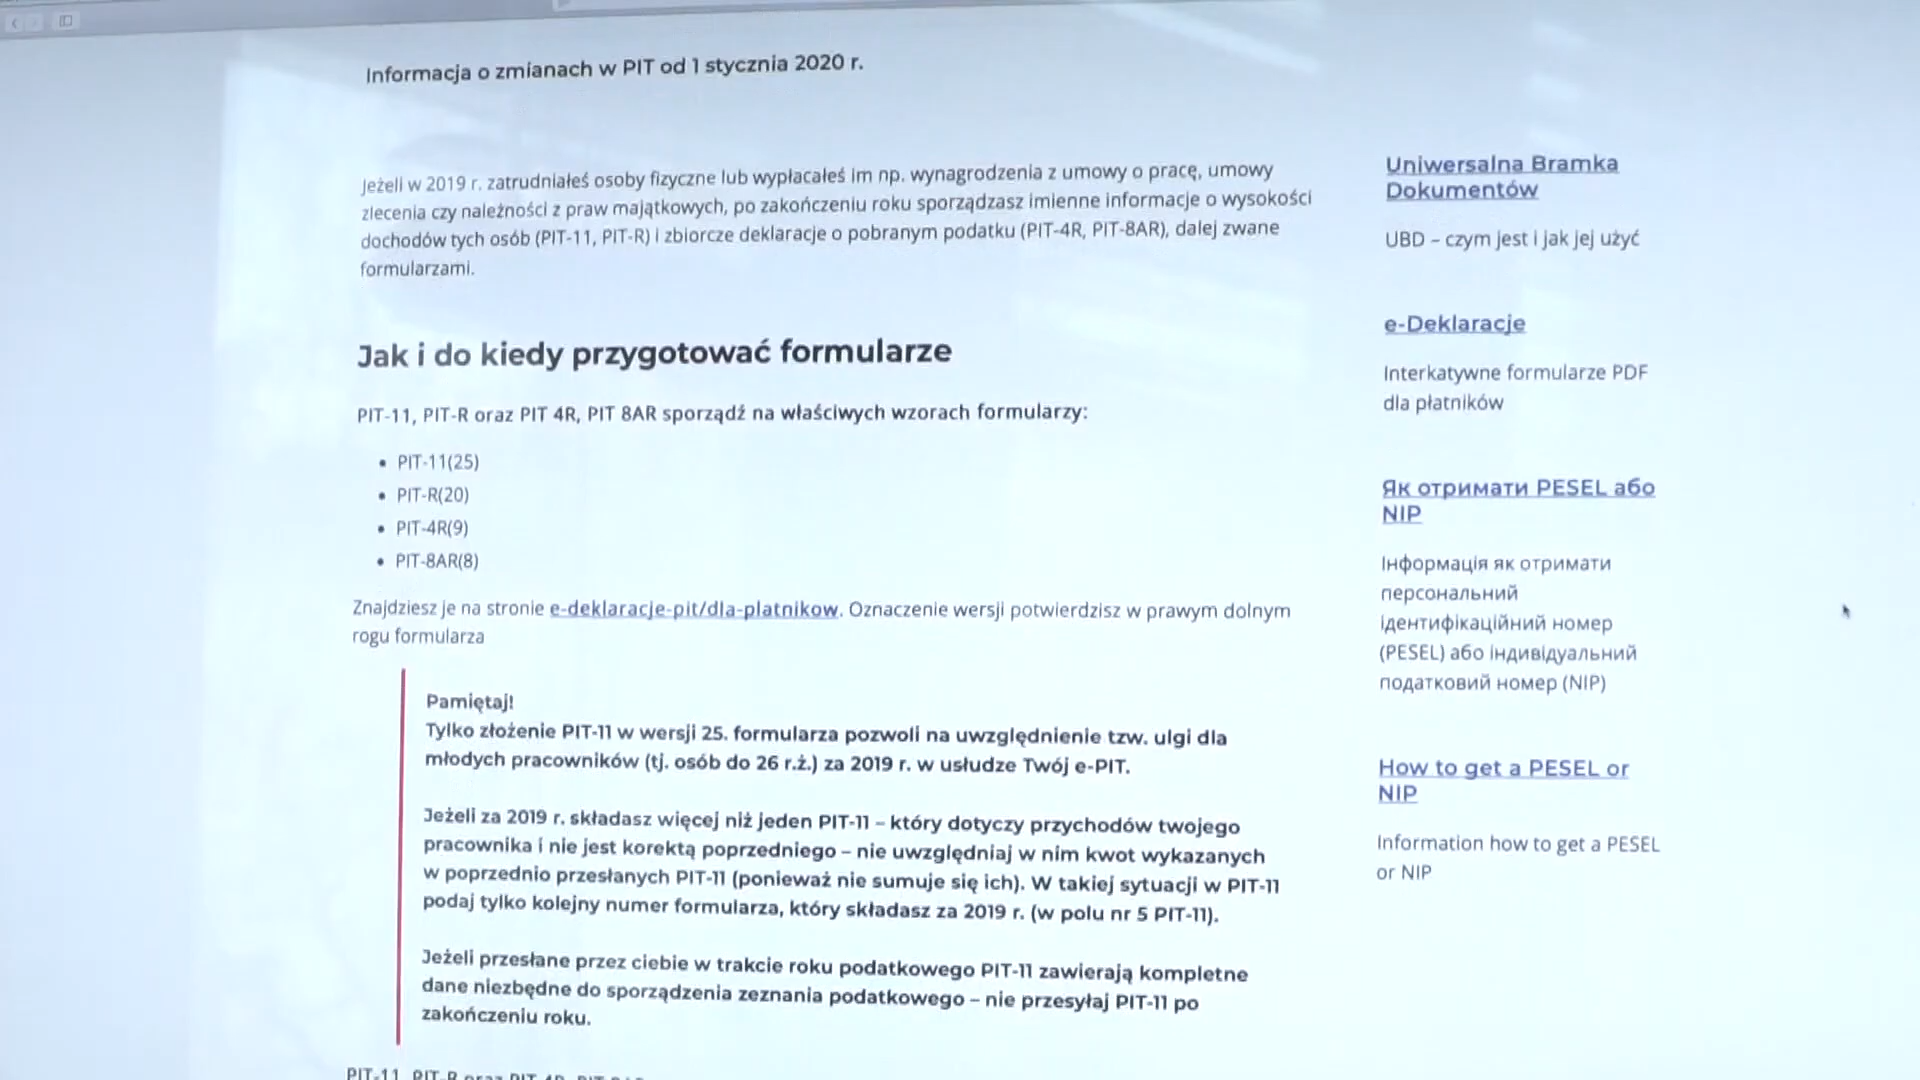 Informacja o zmianach w PIT od 1 stycznia 2020 r.
Jeżeli w 2019 r. zatrudniałeś osoby fizyczne lub wypłacałeś im np. wynagrodzenia z umowy o pracę, umowy
zlecenia czy należności z praw majątkowych, po zakończeniu roku sporządzasz imienne informacje o wysokości
dochodów tych osób (PIT-11, PIT-R) i zbiorcze deklaracje o pobranym podatku (PIT-4R, PIT-8AR), dalej zwane
formularzami.
Jak i do kiedy przygotować formularze
PIT-11, PIT-R oraz PIT 4R, PIT 8AR sporządź na właściwych wzorach formularzy:
• PIT-11(25)
• PIT-R(20)
• PIT-4R(9)
• PIT-8AR(8)
Znajdziesz je na stronie e-deklaracje-pit/dla-platnikow. Oznaczenie wersji potwierdzisz w prawym dolnym
rogu formularza
Pamiętaj!
Tylko złożenie PIT-11 w wersji 25. formularza pozwoli na uwzględnienie tzw. ulgi dla
młodych pracowników (tj. osób do 26 r.ż.) za 2019 r. w usłudze Twój e-PIT.
Jeżeli za 2019 r. składasz więcej niż jeden PIT-11 – który dotyczy przychodów twojego
pracownika i nie jest korektą poprzedniego – nie uwzględniaj w nim kwot wykazanych
w poprzednio przesłanych PIT-11 (ponieważ nie sumuje się ich). W takiej sytuacji w PIT-11
podaj tylko kolejny numer formularza, który składasz za 2019 r. (w polu nr 5 PIT-11).
Jeżeli przesłane przez ciebie w trakcie roku podatkowego PIT-11 zawierają kompletne
dane niezbędne do sporządzenia zeznania podatkowego – nie przesyłaj PIT-11 po
zakończeniu roku.
PIT-11, PIT-R oraz PIT 4R, PIT 8AR
Uniwersalna Bramka
Dokumentów
UBD – czym jest i jak jej użyć
e-Deklaracje
Interkatywne formularze PDF
dla płatników
Як отримати PESEL або
NIP
Інформація як отримати
персональний
ідентифікаційний номер
(PESEL) або індивідуальний
податковий номер (NIP)
How to get a PESEL or
NIP
Information how to get a PESEL
or NIP